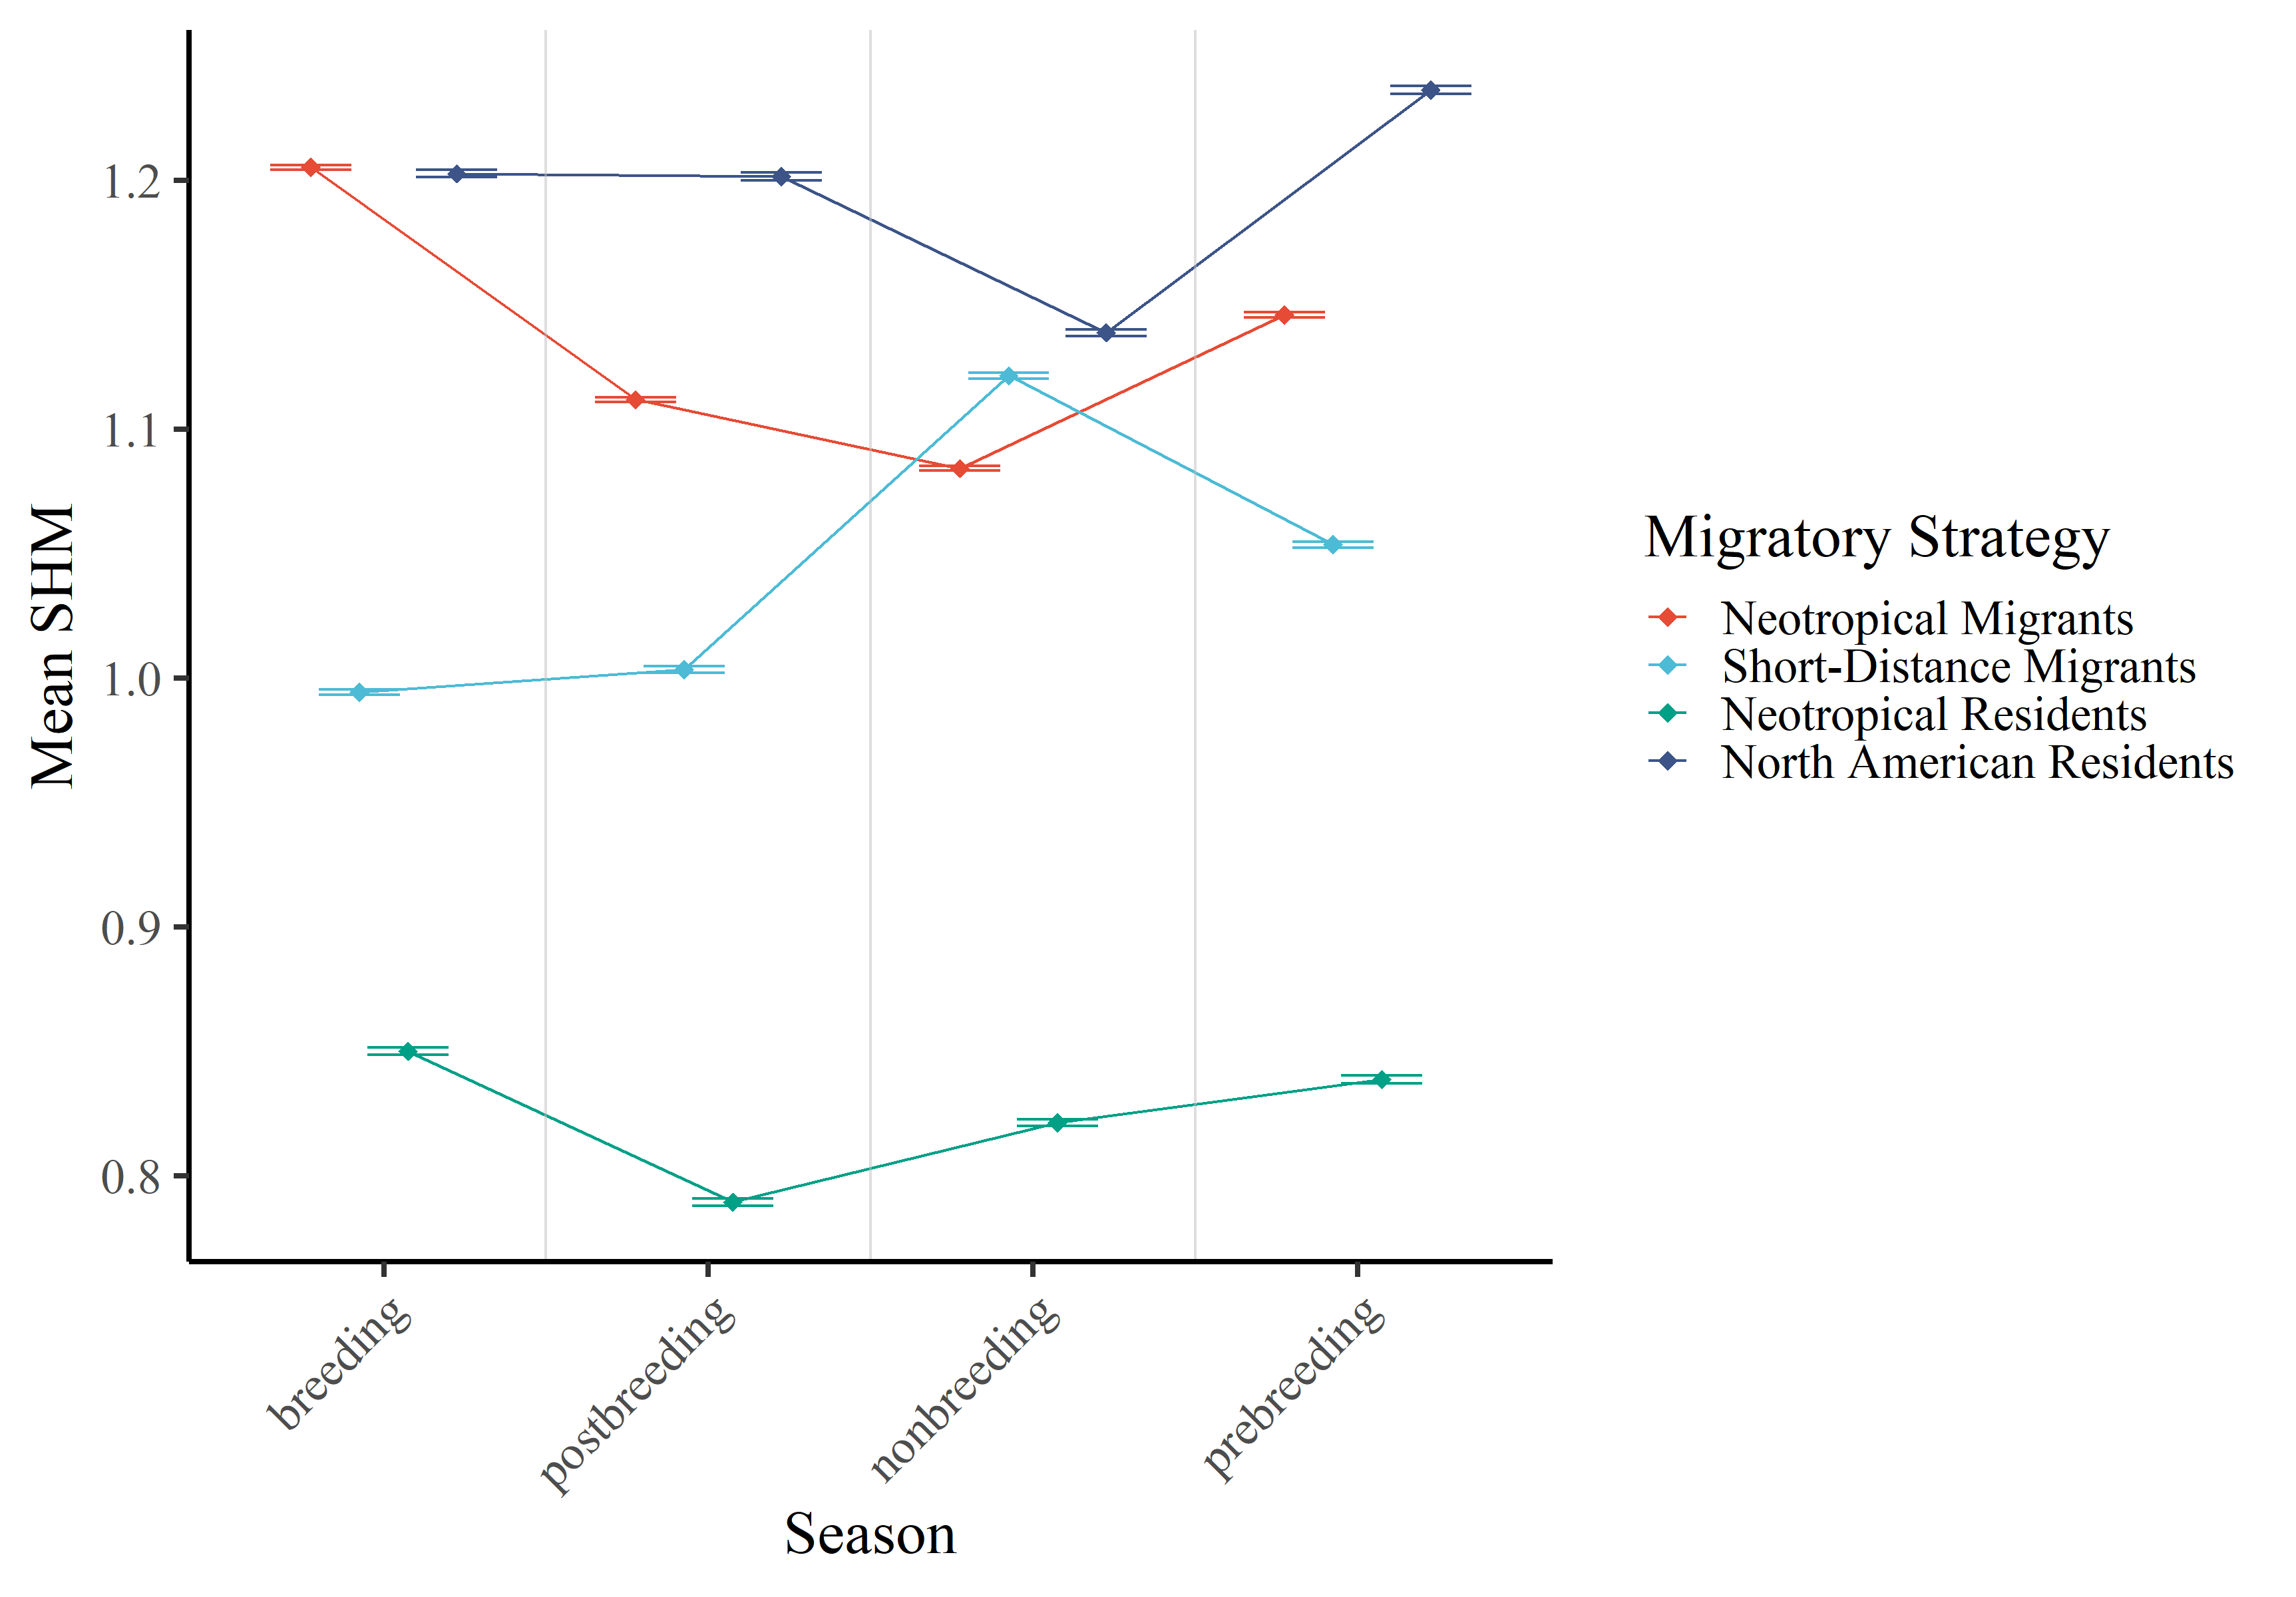 Mean SHM
1.2
1.1
1.0
0.9
0.8
breeding
postbreeding
nonbreeding
prebreeding
Season
Migratory Strategy
Neotropical Migrants
Short-Distance Migrants
Neotropical Residents
North American Residents